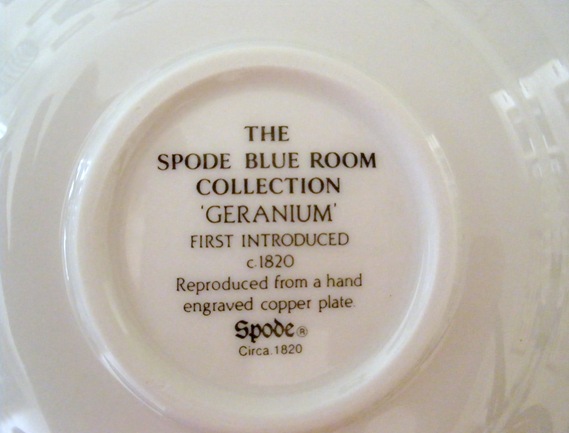 THE
SPODE BLUE ROOM
COLLECTION
'GERANIUM'
FIRST INTRODUCED
c.1820
Reproduced from a hand
engraved copper plate.
Spode®
Circa.1820